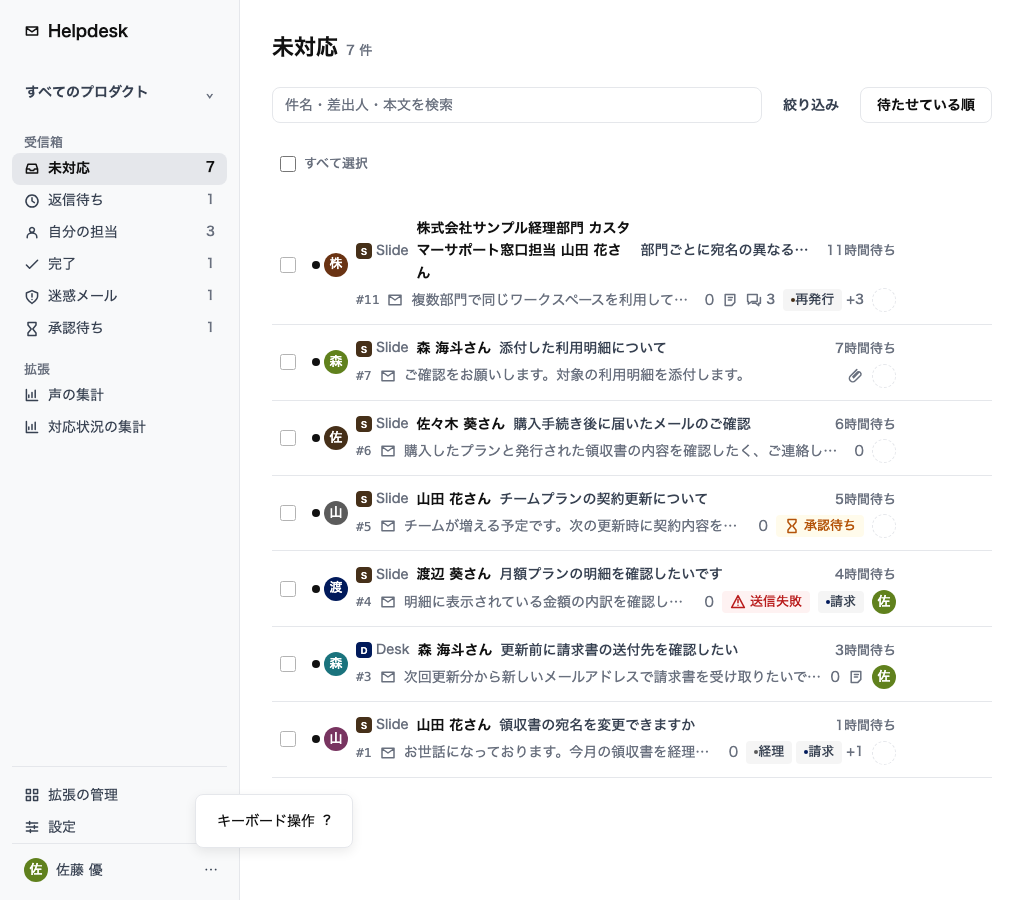 Helpdesk
すべてのプロダクト
受信箱
未対応 7
返信待ち 1
自分の担当 3
完了 1
迷惑メール 1
承認待ち 1
拡張
声の集計
対応状況の集計
拡張の管理
設定
佐 佐藤 優 …
キーボード操作 ?
未対応 7 件
件名・差出人・本文を検索 絞り込み 待たせている順
すべて選択
株 S Slide 株式会社サンプル経理部門 カスタ
マーサポート窓口担当 山田 花さ
ん
部門ごとに宛名の異なる… 11時間待ち
#11 複数部門で同じワークスペースを利用して… 0 3 •再発行 +3
森 S Slide 森 海斗さん 添付した利用明細について 7時間待ち
#7 ご確認をお願いします。対象の利用明細を添付します。
佐 S Slide 佐々木 葵さん 購入手続き後に届いたメールのご確認 6時間待ち
#6 購入したプランと発行された領収書の内容を確認したく、ご連絡し… 0
山 S Slide 山田 花さん チームプランの契約更新について 5時間待ち
#5 チームが増える予定です。次の更新時に契約内容を… 0 承認待ち
渡 S Slide 渡辺 葵さん 月額プランの明細を確認したいです 4時間待ち
#4 明細に表示されている金額の内訳を確認し… 0 送信失敗 •請求 佐
森 D Desk 森 海斗さん 更新前に請求書の送付先を確認したい 3時間待ち
#3 次回更新分から新しいメールアドレスで請求書を受け取りたいで… 0 佐
山 S Slide 山田 花さん 領収書の宛名を変更できますか 1時間待ち
#1 お世話になっております。今月の領収書を経理… 0 •経理 •請求 +1